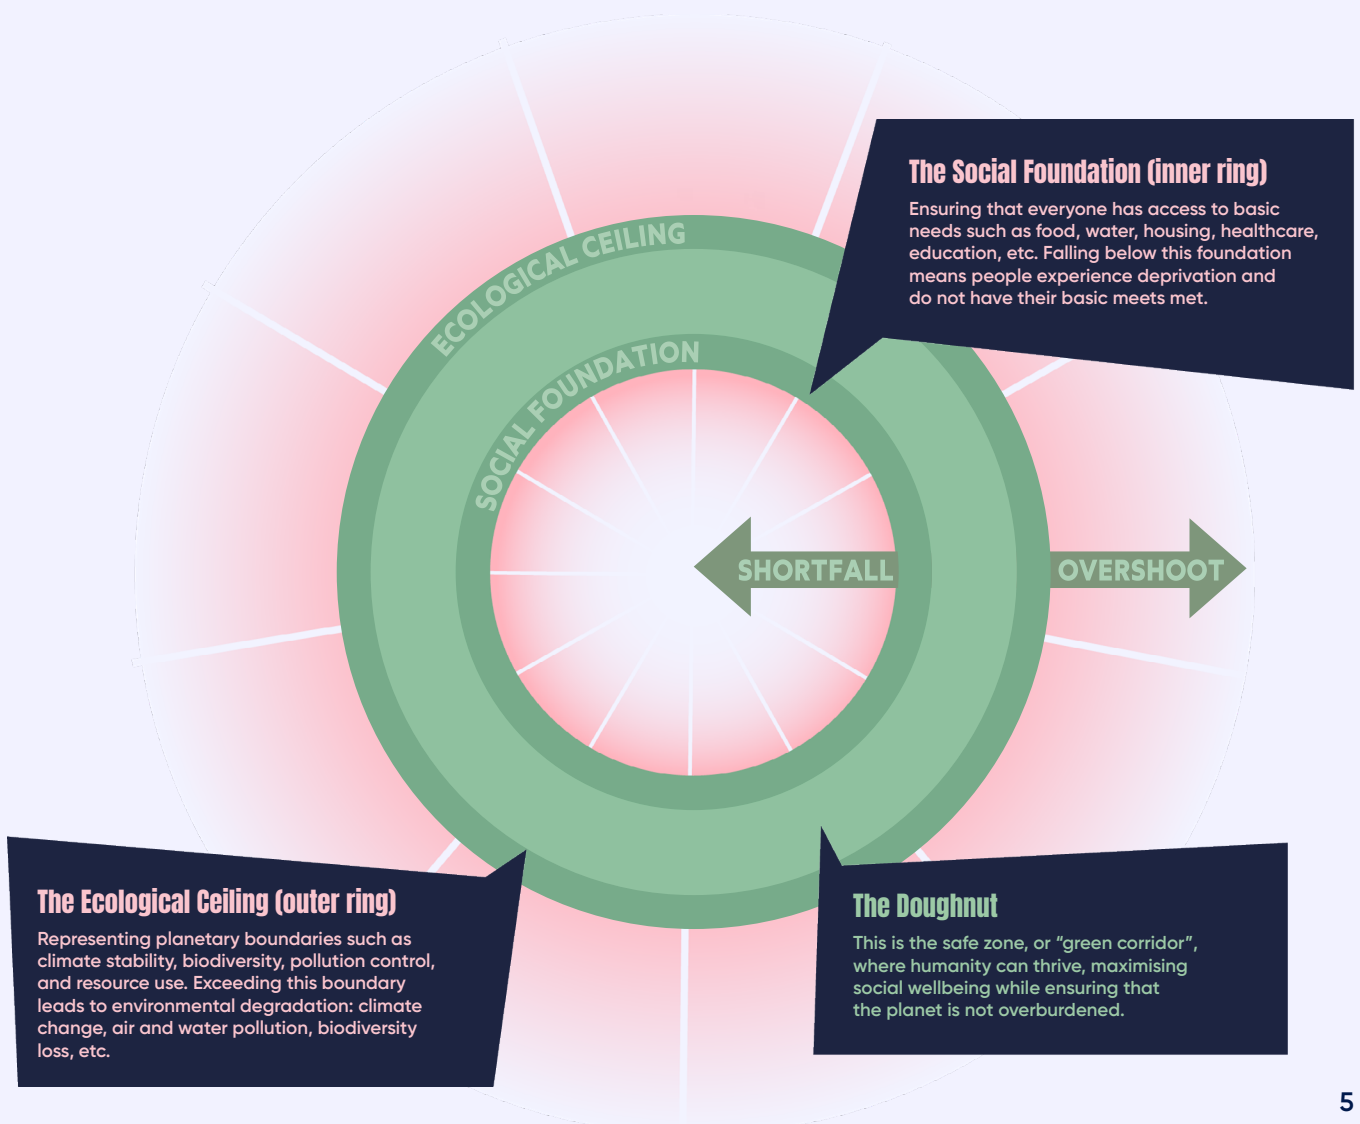 The Social Foundation (inner ring)
Ensuring that everyone has access to basic
needs such as food, water, housing, healthcare,
education, etc. Falling below this foundation
means people experience deprivation and
do not have their basic meets met.
ECOLOGICAL CEILING
SOCIAL FOUNDATION
SHORTFALL
OVERSHOOT
The Ecological Ceiling (outer ring)
Representing planetary boundaries such as
climate stability, biodiversity, pollution control,
and resource use. Exceeding this boundary
leads to environmental degradation: climate
change, air and water pollution, biodiversity
loss, etc.
The Doughnut
This is the safe zone, or “green corridor”,
where humanity can thrive, maximising
social wellbeing while ensuring that
the planet is not overburdened.
5